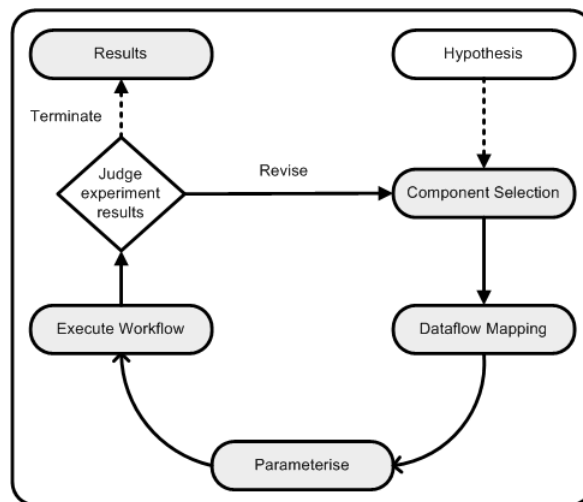 Results
Hypothesis
Terminate
Judge
experiment
results
Revise
Component Selection
Execute Workflow
Dataflow Mapping
Parameterise